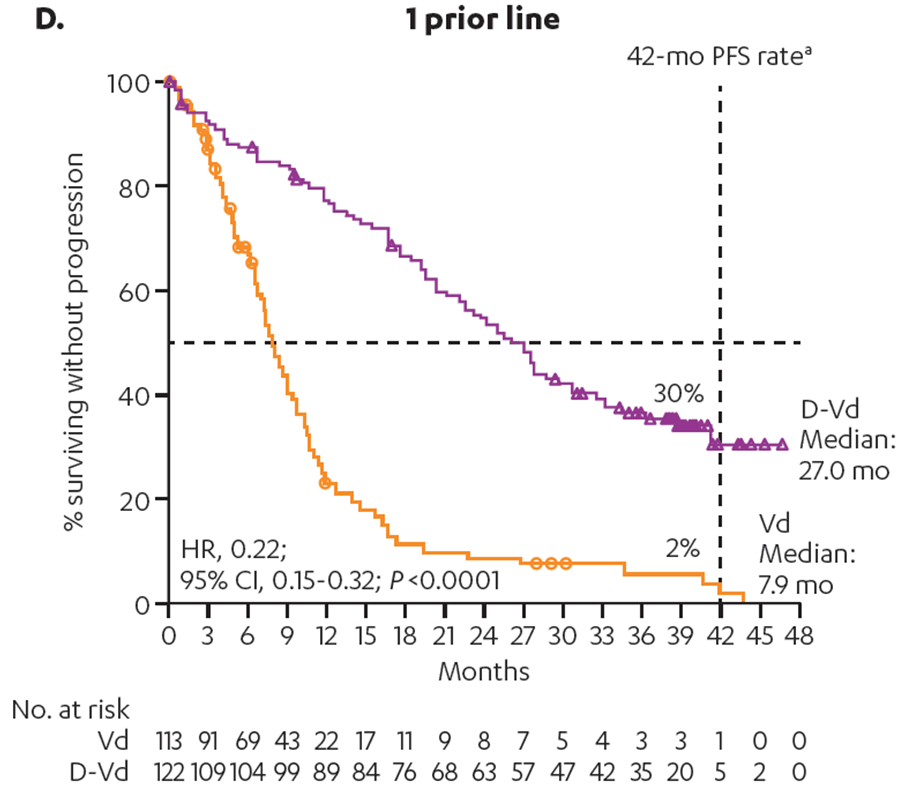 D.
1 prior line
42-mo PFS rateᵃ
% surviving without progression
100
80
60
40
20
0
30%
D-Vd
Median:
27.0 mo
2%
Vd
Median:
7.9 mo
HR, 0.22;
95% CI, 0.15-0.32; P<0.0001
0 3 6 9 12 15 18 21 24 27 30 33 36 39 42 45 48
Months
No. at risk
Vd 113 91 69 43 22 17 11 9 8 7 5 4 3 3 1 0 0
D-Vd 122 109 104 99 89 84 76 68 63 57 47 42 35 20 5 2 0